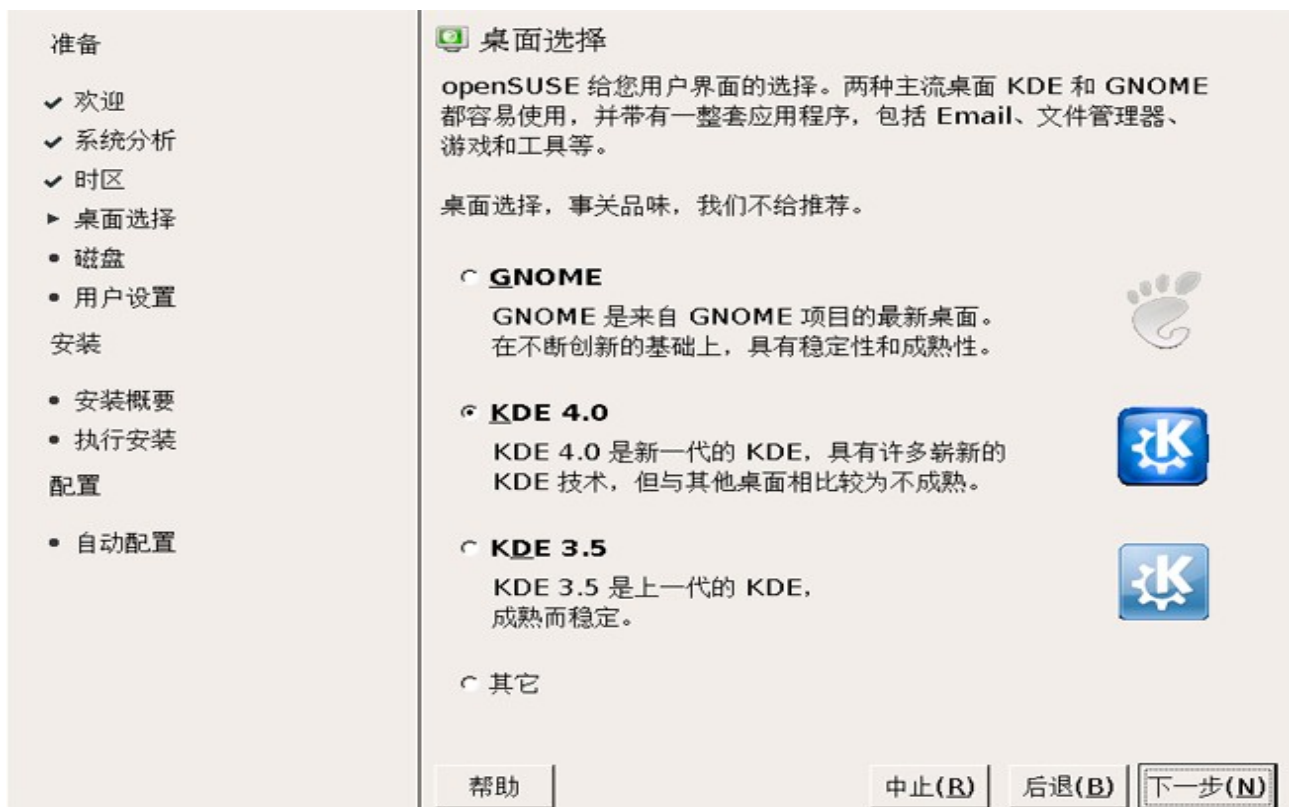 准备
欢迎
系统分析
时区
桌面选择
磁盘
用户设置
安装
安装概要
执行安装
配置
自动配置
桌面选择
openSUSE 给您用户界面的选择。两种主流桌面 KDE 和 GNOME
都容易使用，并带有一整套应用程序，包括 Email、文件管理器、
游戏和工具等。
桌面选择，事关品味，我们不给推荐。
GNOME
GNOME 是来自 GNOME 项目的最新桌面。
在不断创新的基础上，具有稳定性和成熟性。
KDE 4.0
KDE 4.0 是新一代的 KDE，具有许多崭新的
KDE 技术，但与其他桌面相比较为不成熟。
KDE 3.5
KDE 3.5 是上一代的 KDE，
成熟而稳定。
其它
帮助 中止(R) 后退(B) 下一步(N)